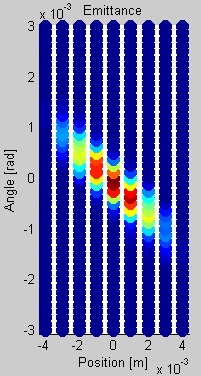 x 10⁻³ Emittance
3
2
1
0
-1
-2
-3
Angle [rad]
-4 -2 0 2 4
Position [m] x 10⁻³